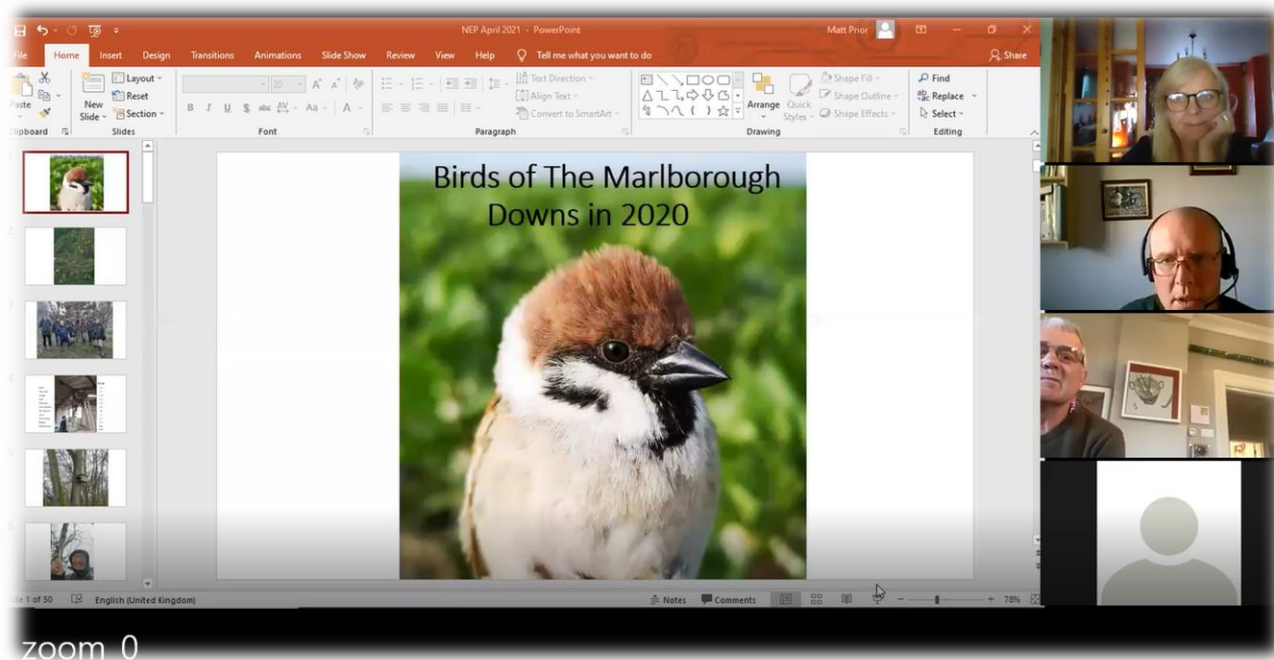 NEP April 2021 - PowerPoint
Matt Prior
File Home Insert Design Transitions Animations Slide Show Review View Help Tell me what you want to do Share
Paste
Clipboard
New Slide
Layout
Reset
Section
Slides
20
Font
Text Direction
Align Text
Convert to SmartArt
Paragraph
Arrange
Quick Styles
Shape Fill
Shape Outline
Shape Effects
Drawing
Find
Replace
Select
Editing
Birds of The Marlborough
Downs in 2020
1 of 50 English (United Kingdom) Notes Comments 78%
zoom_0